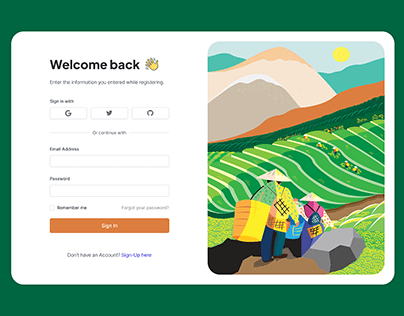 Welcome back 👋
Enter the information you entered while registering.
Sign in with
Or continue with
Email Address
Password
Remember me Forgot your password?
Sign In
Don't have an Account? Sign-Up here